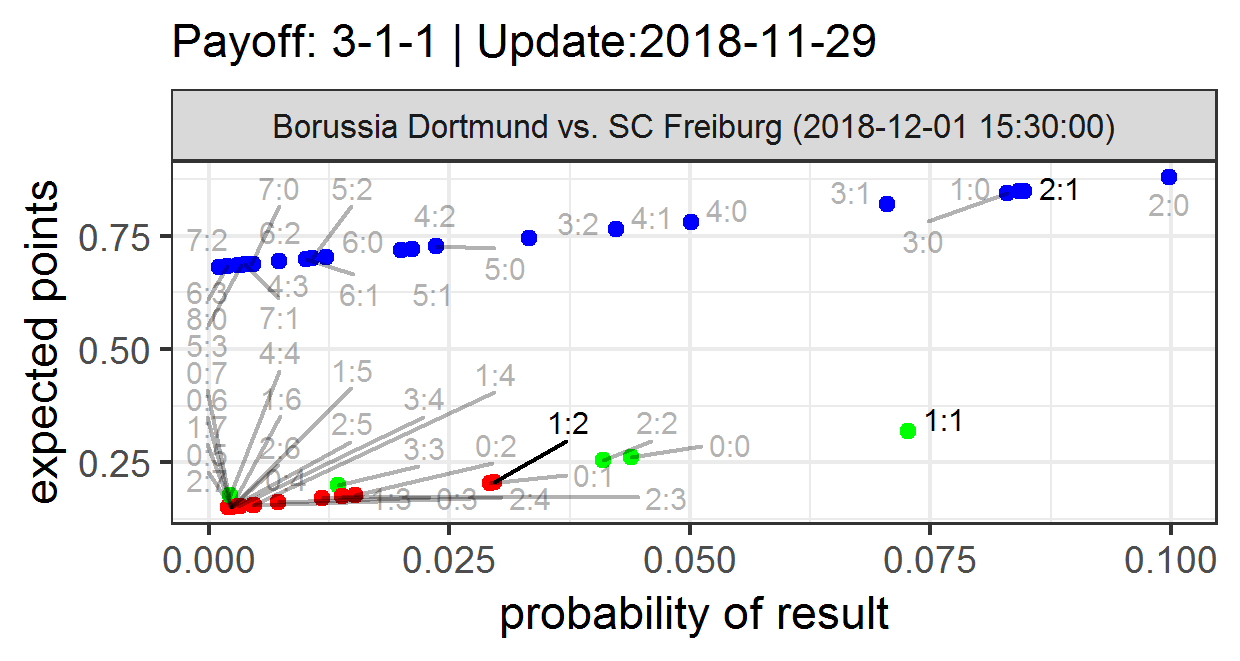 Payoff: 3-1-1 | Update:2018-11-29
Borussia Dortmund vs. SC Freiburg (2018-12-01 15:30:00)
expected points
0.75
0.50
0.25
7:0 5:2
3:1 1:0 2:1
2:0
4:2 3:2 4:1 4:0
7:2 6:2 6:0
3:0
5:0
6:3 4:3 6:1 5:1
8:0 7:1
5:3 4:4
0:7 1:5 1:4
0:6 1:6 3:4
1:7 2:5 1:2 2:2 1:1
0:5 2:6 3:3 0:2 0:0
0:4 0:1
1:3 0:3 2:4 2:3
0.000 0.025 0.050 0.075 0.100
probability of result